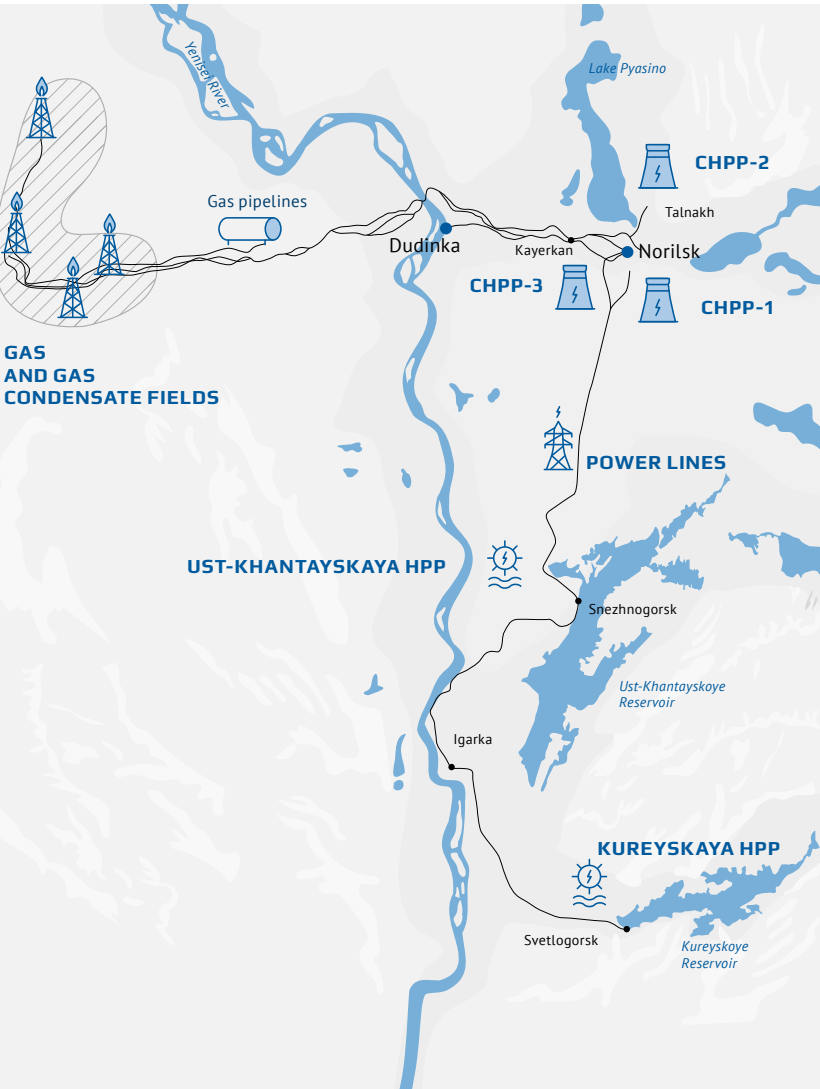 Yenisei River
Lake Pyasino
CHPP-2
Gas pipelines
Talnakh
Dudinka
Kayerkan
Norilsk
CHPP-3
CHPP-1
GAS
AND GAS
CONDENSATE FIELDS
POWER LINES
UST-KHANTAYSKAYA HPP
Snezhnogorsk
Ust-Khantayskoye
Reservoir
Igarka
KUREYSKAYA HPP
Svetlogorsk
Kureyskoye
Reservoir